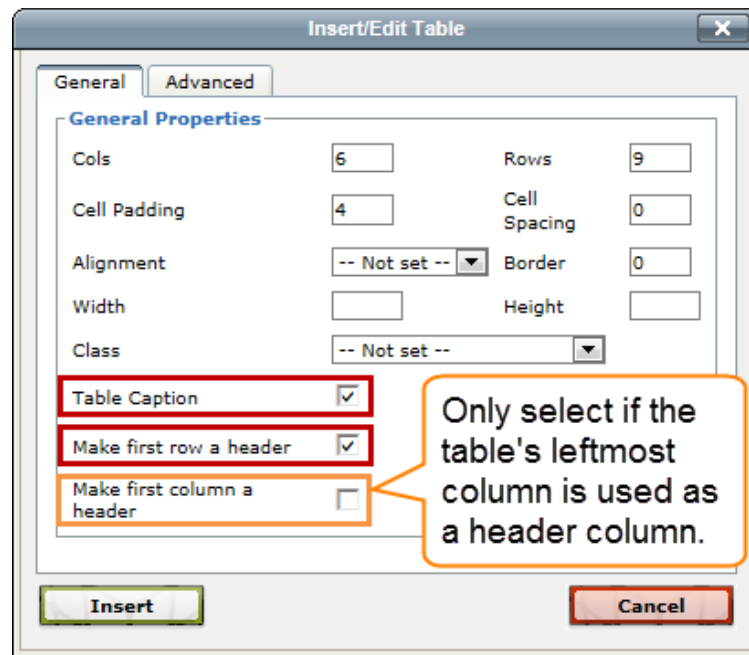 Insert/Edit Table
General Advanced
General Properties
Cols 6 Rows 9
Cell Padding 4 Cell Spacing 0
Alignment -- Not set -- Border 0
Width Height
Class -- Not set --
Table Caption
Make first row a header
Make first column a
header
Only select if the
table's leftmost
column is used as
a header column.
Insert Cancel